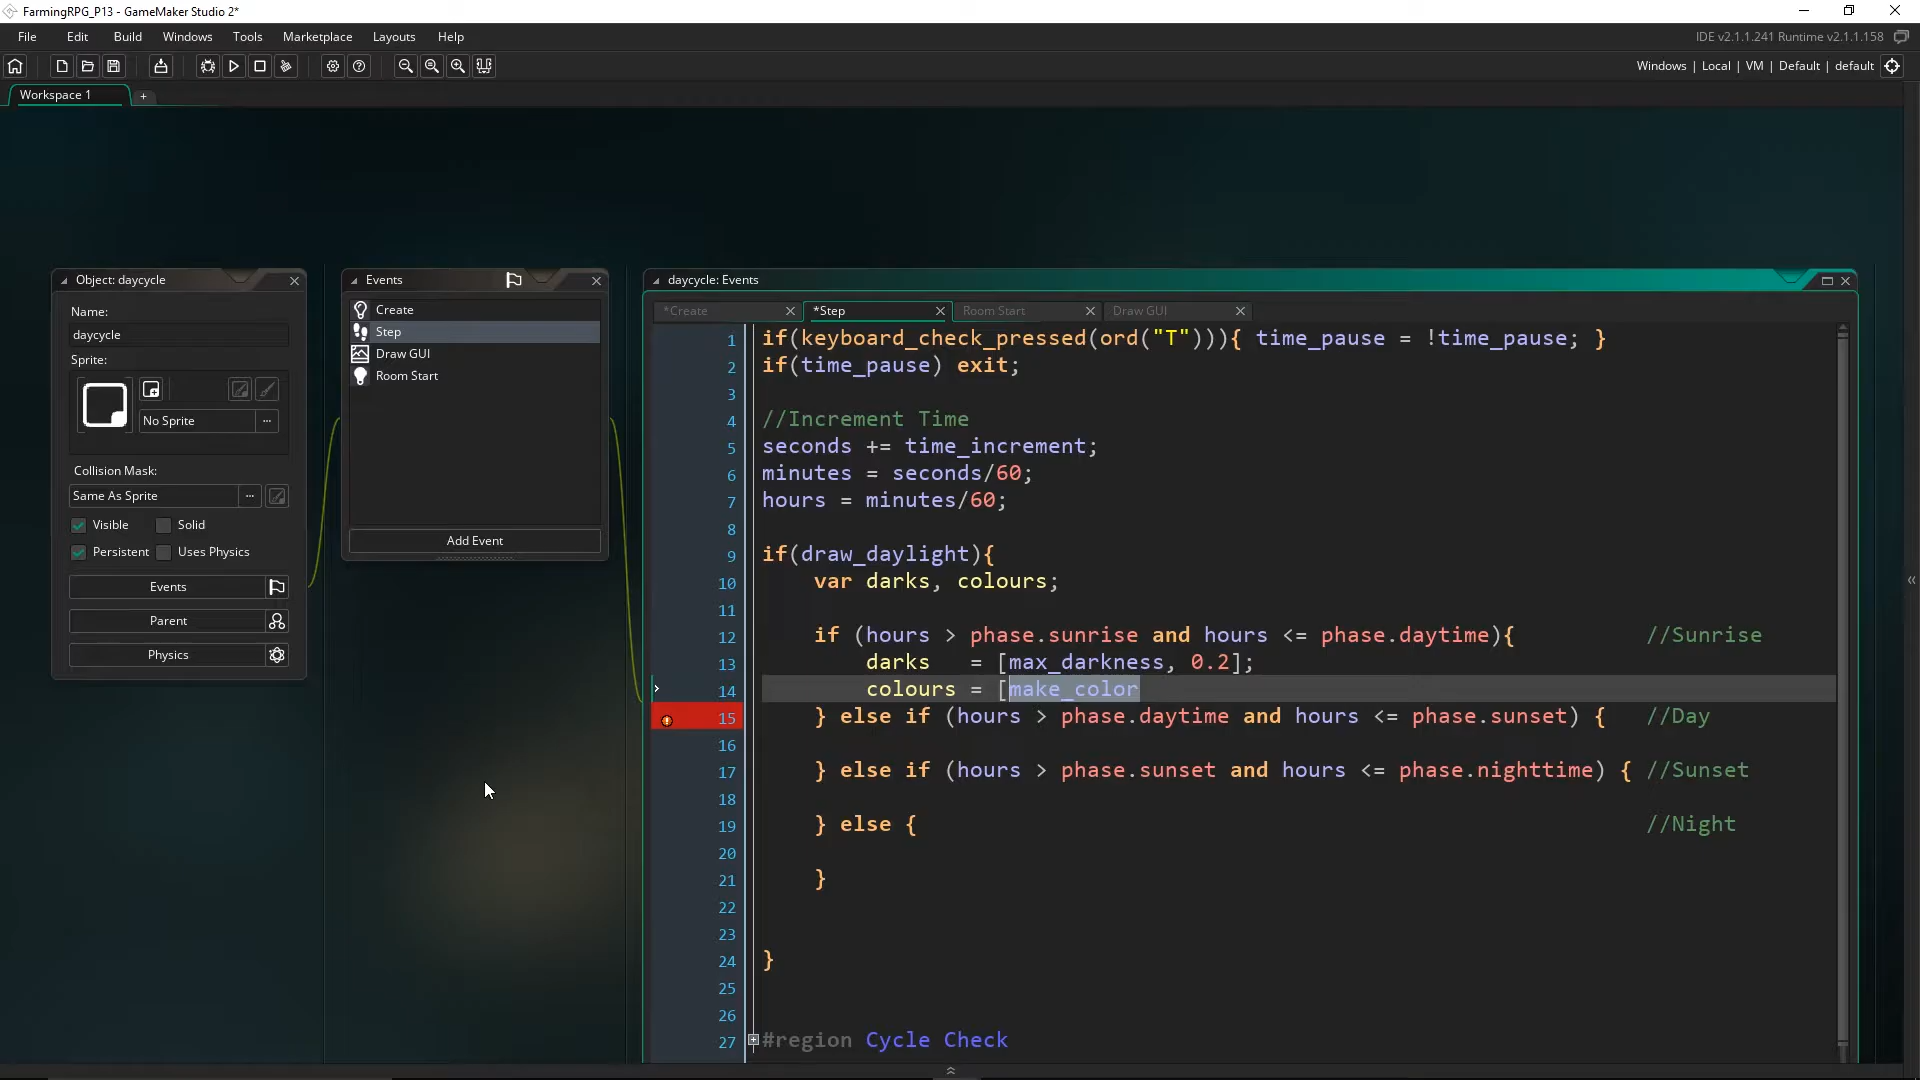 FarmingRPG_P13 - GameMaker Studio 2*
File Edit Build Windows Tools Marketplace Layouts Help
IDE v2.1.1.241 Runtime v2.1.1.158
Windows | Local | VM | Default | default
Workspace 1 +
Object: daycycle
Name:
daycycle
Sprite:
No Sprite ...
Collision Mask:
Same As Sprite ...
Visible Solid
Persistent Uses Physics
Events
Parent
Physics
Events
Create
Step
Draw GUI
Room Start
Add Event
daycycle: Events
*Create *Step Room Start Draw GUI
1 if(keyboard_check_pressed(ord("T"))){ time_pause = !time_pause; }
2 if(time_pause) exit;
3
4 //Increment Time
5 seconds += time_increment;
6 minutes = seconds/60;
7 hours = minutes/60;
8
9 if(draw_daylight){
10 var darks, colours;
11
12 if (hours > phase.sunrise and hours <= phase.daytime){ //Sunrise
13 darks = [max_darkness, 0.2];
14 colours = [make_color
15 } else if (hours > phase.daytime and hours <= phase.sunset) { //Day
16
17 } else if (hours > phase.sunset and hours <= phase.nighttime) { //Sunset
18
19 } else { //Night
20
21 }
22
23
24 }
25
26
27 #region Cycle Check